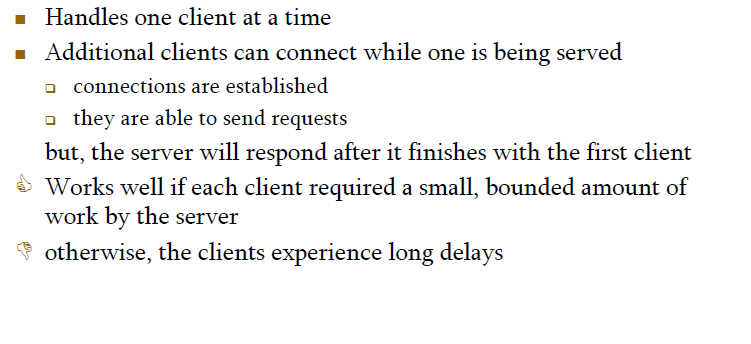 Handles one client at a time
Additional clients can connect while one is being served
connections are established
they are able to send requests
but, the server will respond after it finishes with the first client
Works well if each client required a small, bounded amount of
work by the server
otherwise, the clients experience long delays